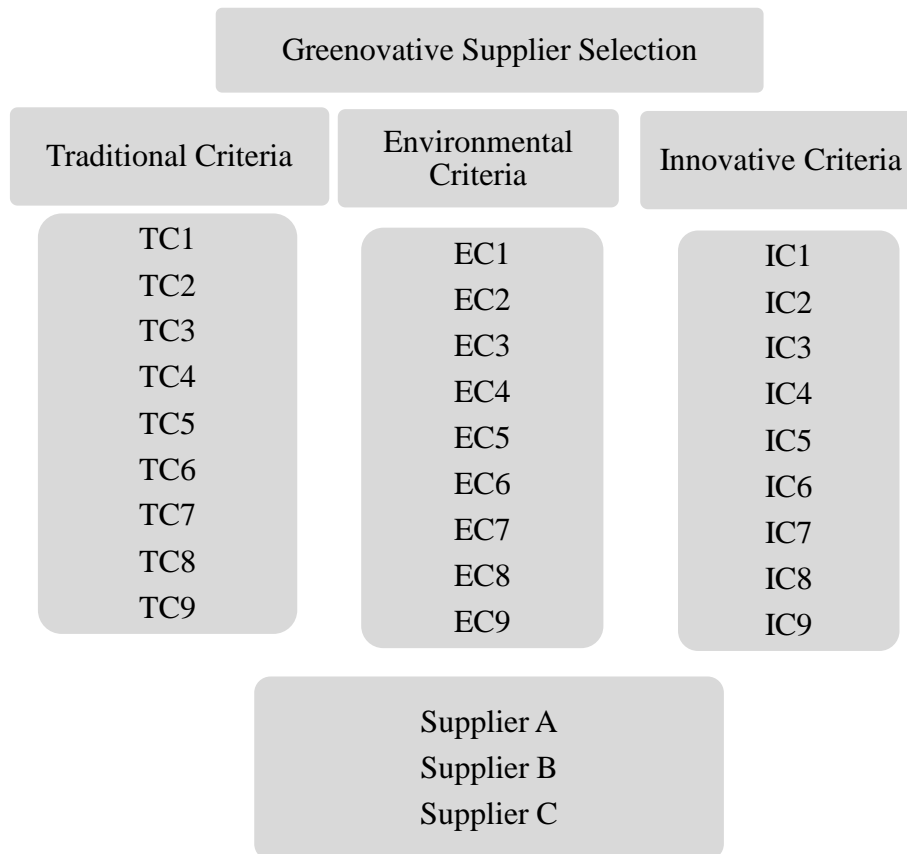 Greenovative Supplier Selection
Traditional Criteria
Environmental
Criteria
Innovative Criteria
TC1
TC2
TC3
TC4
TC5
TC6
TC7
TC8
TC9
EC1
EC2
EC3
EC4
EC5
EC6
EC7
EC8
EC9
IC1
IC2
IC3
IC4
IC5
IC6
IC7
IC8
IC9
Supplier A
Supplier B
Supplier C